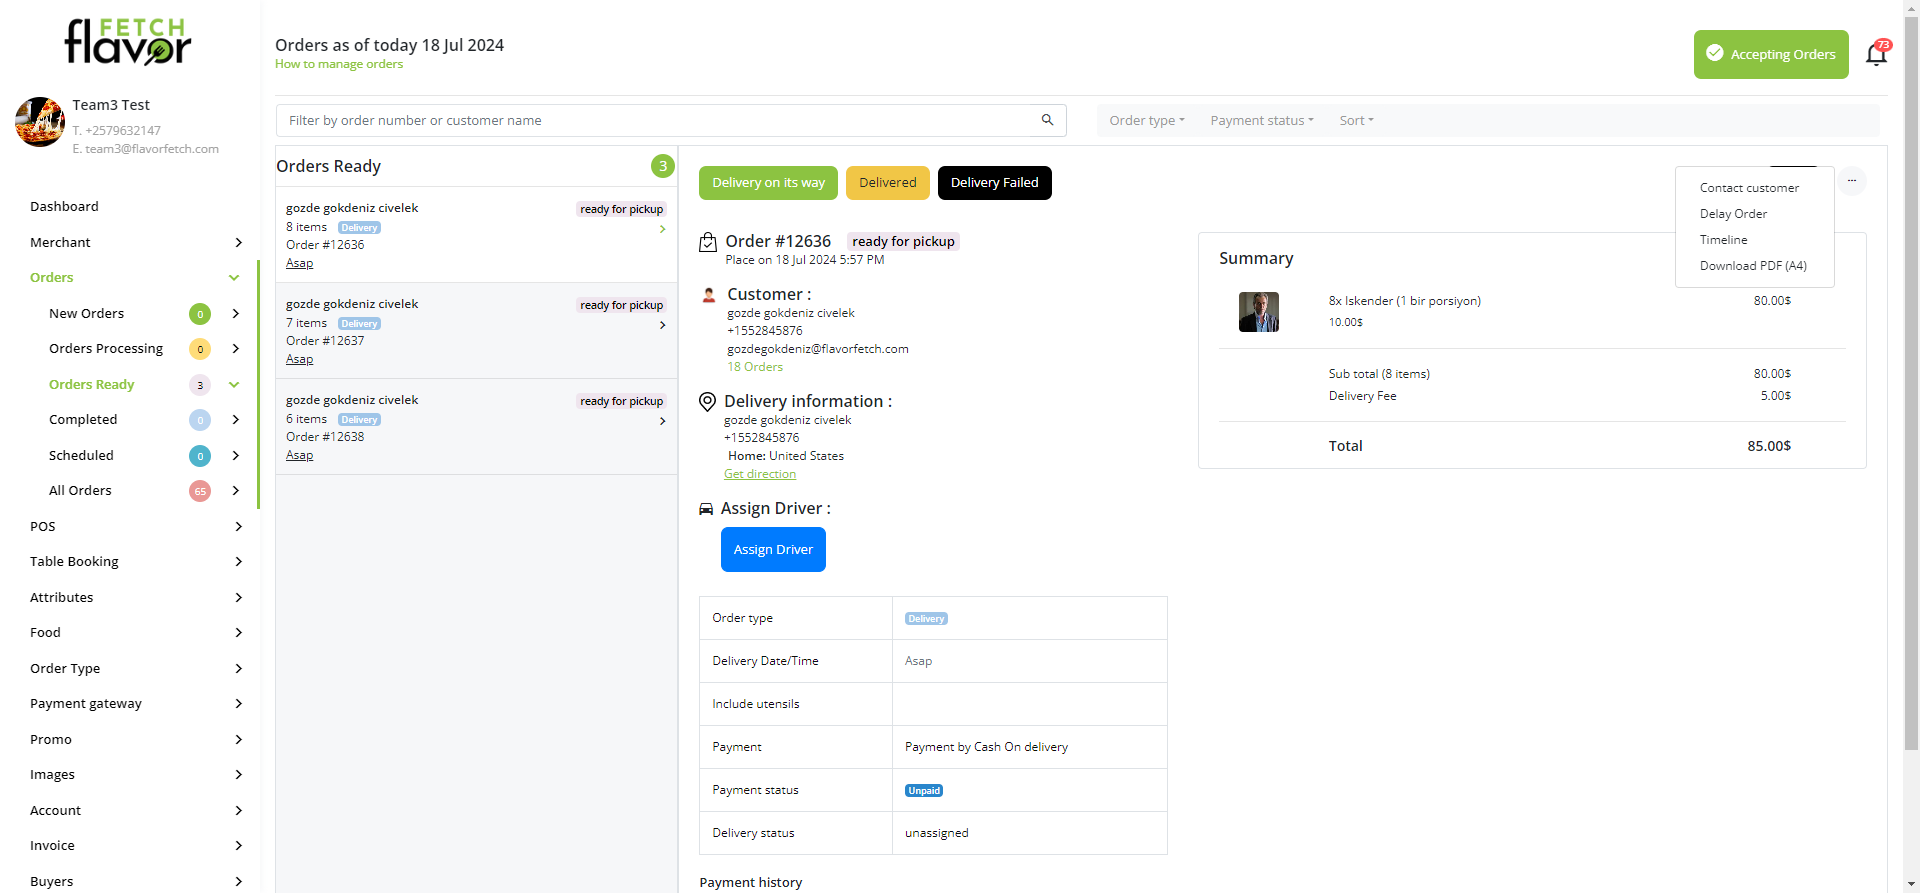 FETCH
flavor
Team3 Test
T. +2579632147
E. team3@flavorfetch.com
Dashboard
Merchant
Orders
New Orders 0
Orders Processing 0
Orders Ready 3
Completed 0
Scheduled 0
All Orders 65
POS
Table Booking
Attributes
Food
Order Type
Payment gateway
Promo
Images
Account
Invoice
Buyers
Orders as of today 18 Jul 2024
How to manage orders
Accepting Orders
73
Filter by order number or customer name
Order type Payment status Sort
Orders Ready 3
gozde gokdeniz civelek ready for pickup
8 items Delivery
Order #12636
Asap
gozde gokdeniz civelek ready for pickup
7 items Delivery
Order #12637
Asap
gozde gokdeniz civelek ready for pickup
6 items Delivery
Order #12638
Asap
Delivery on its way Delivered Delivery Failed
...
Contact customer
Delay Order
Timeline
Download PDF (A4)
Order #12636 ready for pickup
Place on 18 Jul 2024 5:57 PM
Customer :
gozde gokdeniz civelek
+1552845876
gozdegokdeniz@flavorfetch.com
18 Orders
Delivery information :
gozde gokdeniz civelek
+1552845876
Home: United States
Get direction
Assign Driver :
Assign Driver
Order type Delivery
Delivery Date/Time Asap
Include utensils
Payment Payment by Cash On delivery
Payment status Unpaid
Delivery status unassigned
Payment history
Summary
8x Iskender (1 bir porsiyon) 80.00$
10.00$
Sub total (8 items) 80.00$
Delivery Fee 5.00$
Total 85.00$